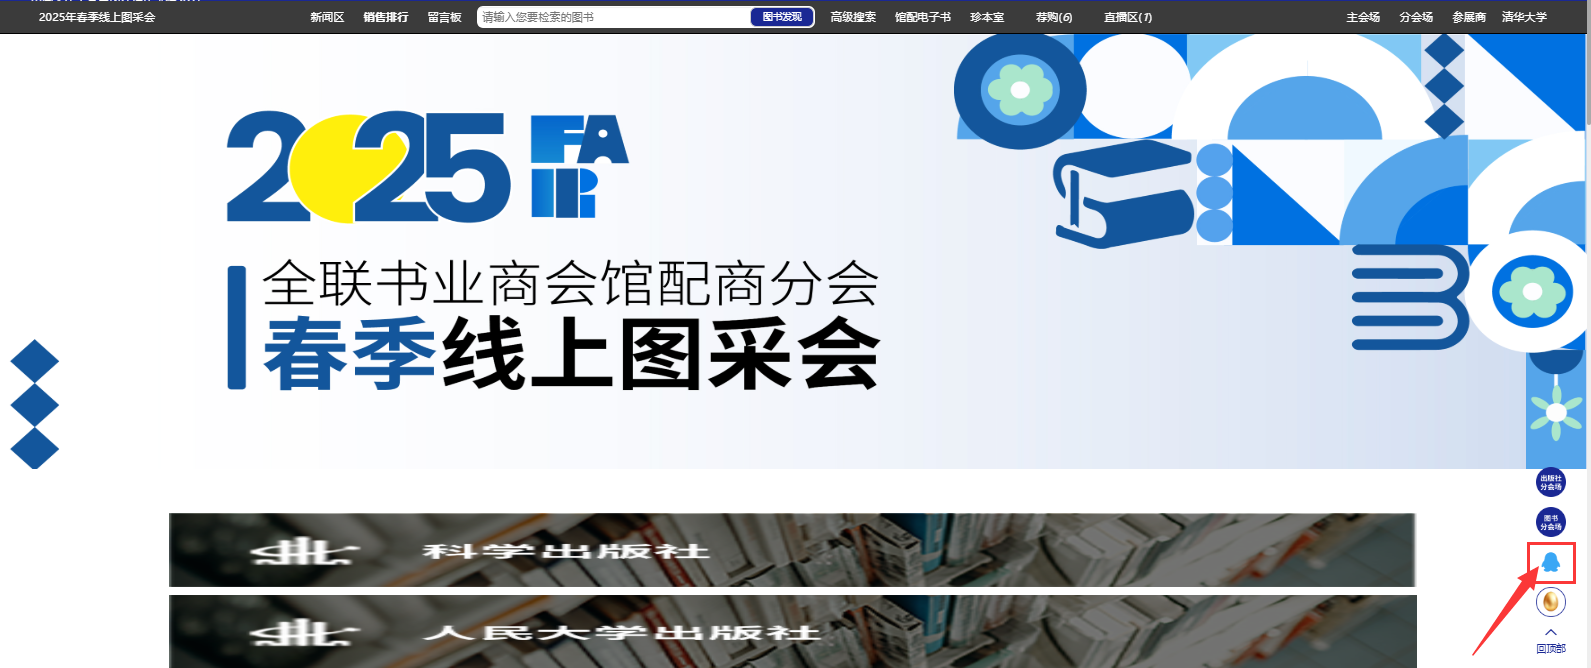 2025年春季线上图采会
新闻区 销售排行 留言板 请输入您要检索的图书 图书发现 高级搜索 馆配电子书 珍本室 荐购(6) 直播区(1) 主会场 分会场 参展商 清华大学
2025 FAIR
全联书业商会馆配商分会
春季线上图采会
出版社
分会场
图书
分会场
科学出版社
人民大学出版社
回顶部